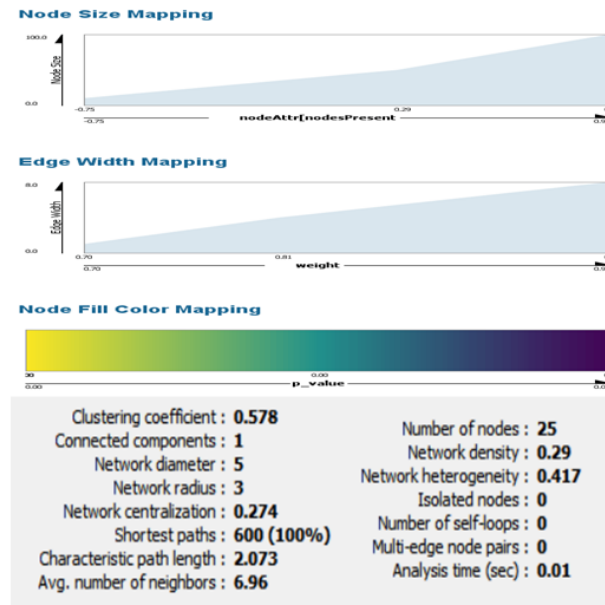 Node Size Mapping
100.0
Node Size
0.0
-0.75
0.29
-0.75
nodeAttr[nodesPresent
Edge Width Mapping
8.0
Edge Width
0.0
0.70
0.81
0.70
weight
Node Fill Color Mapping
0.00
0.00
p_value
Clustering coefficient : 0.578
Connected components : 1
Network diameter : 5
Network radius : 3
Network centralization : 0.274
Shortest paths : 600 (100%)
Characteristic path length : 2.073
Avg. number of neighbors : 6.96
Number of nodes : 25
Network density : 0.29
Network heterogeneity : 0.417
Isolated nodes : 0
Number of self-loops : 0
Multi-edge node pairs : 0
Analysis time (sec) : 0.01